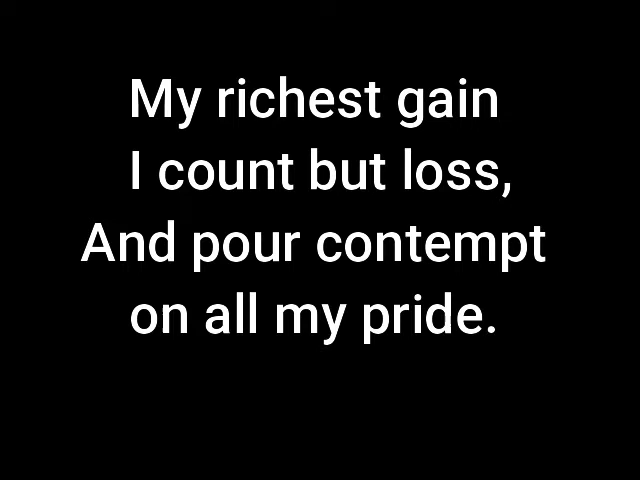 My richest gain
I count but loss,
And pour contempt
on all my pride.